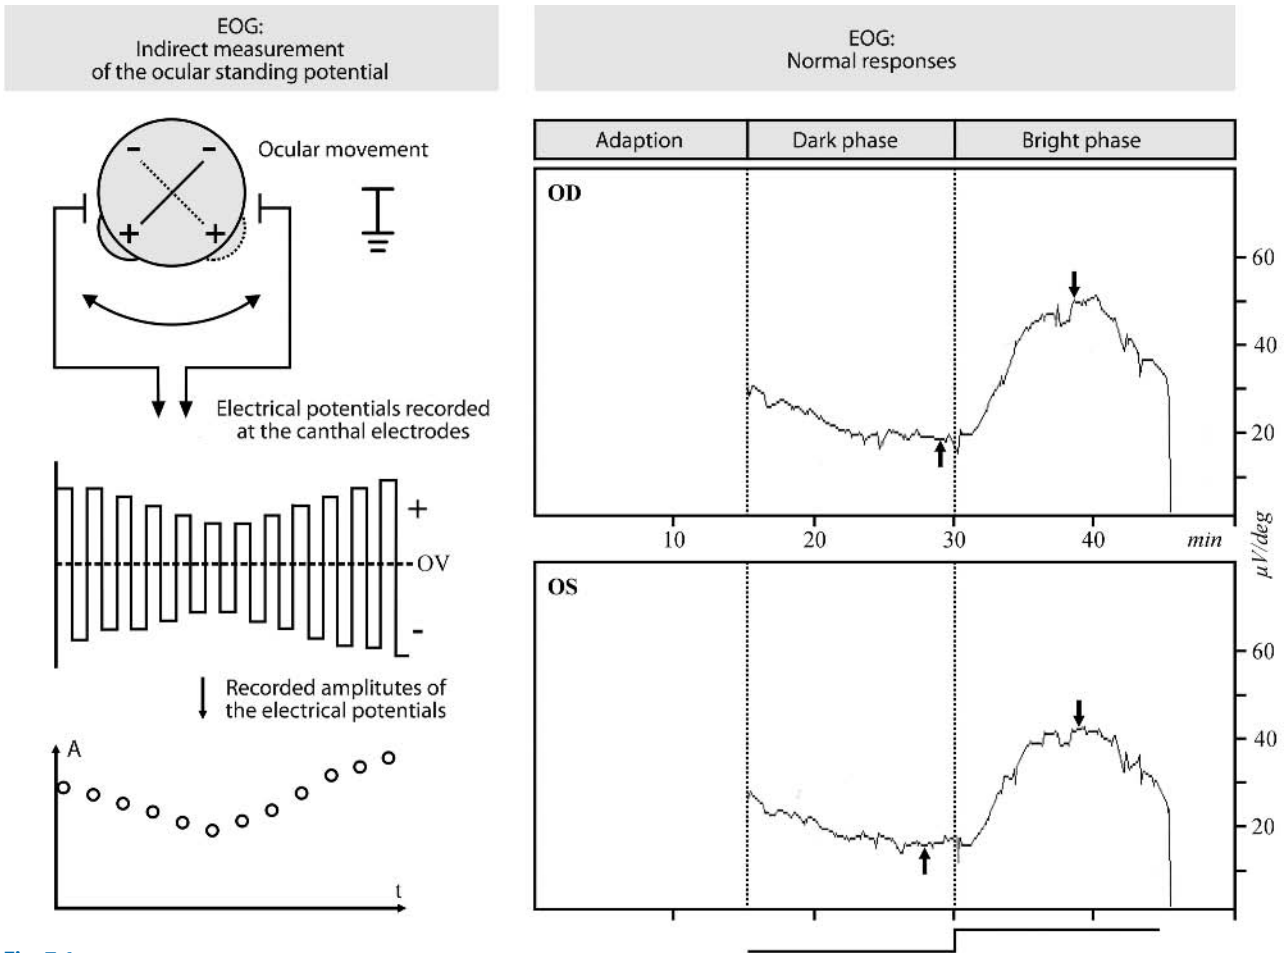 EOG:
Indirect measurement
of the ocular standing potential
Ocular movement
-
-
+
+
Electrical potentials recorded
at the canthal electrodes
+
OV
-
Recorded amplitutes of
the electrical potentials
A
t
EOG:
Normal responses
Adaption
Dark phase
Bright phase
OD
60
40
20
10
20
30
40
min
μV/deg
OS
60
40
20